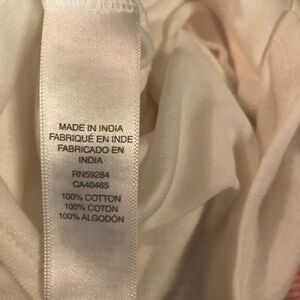 MADE IN INDIA
FABRIQUÉ EN INDE
FABRICADO EN
INDIA
RN59284
CA40465
100% COTTON
100% COTON
100% ALGODÓN